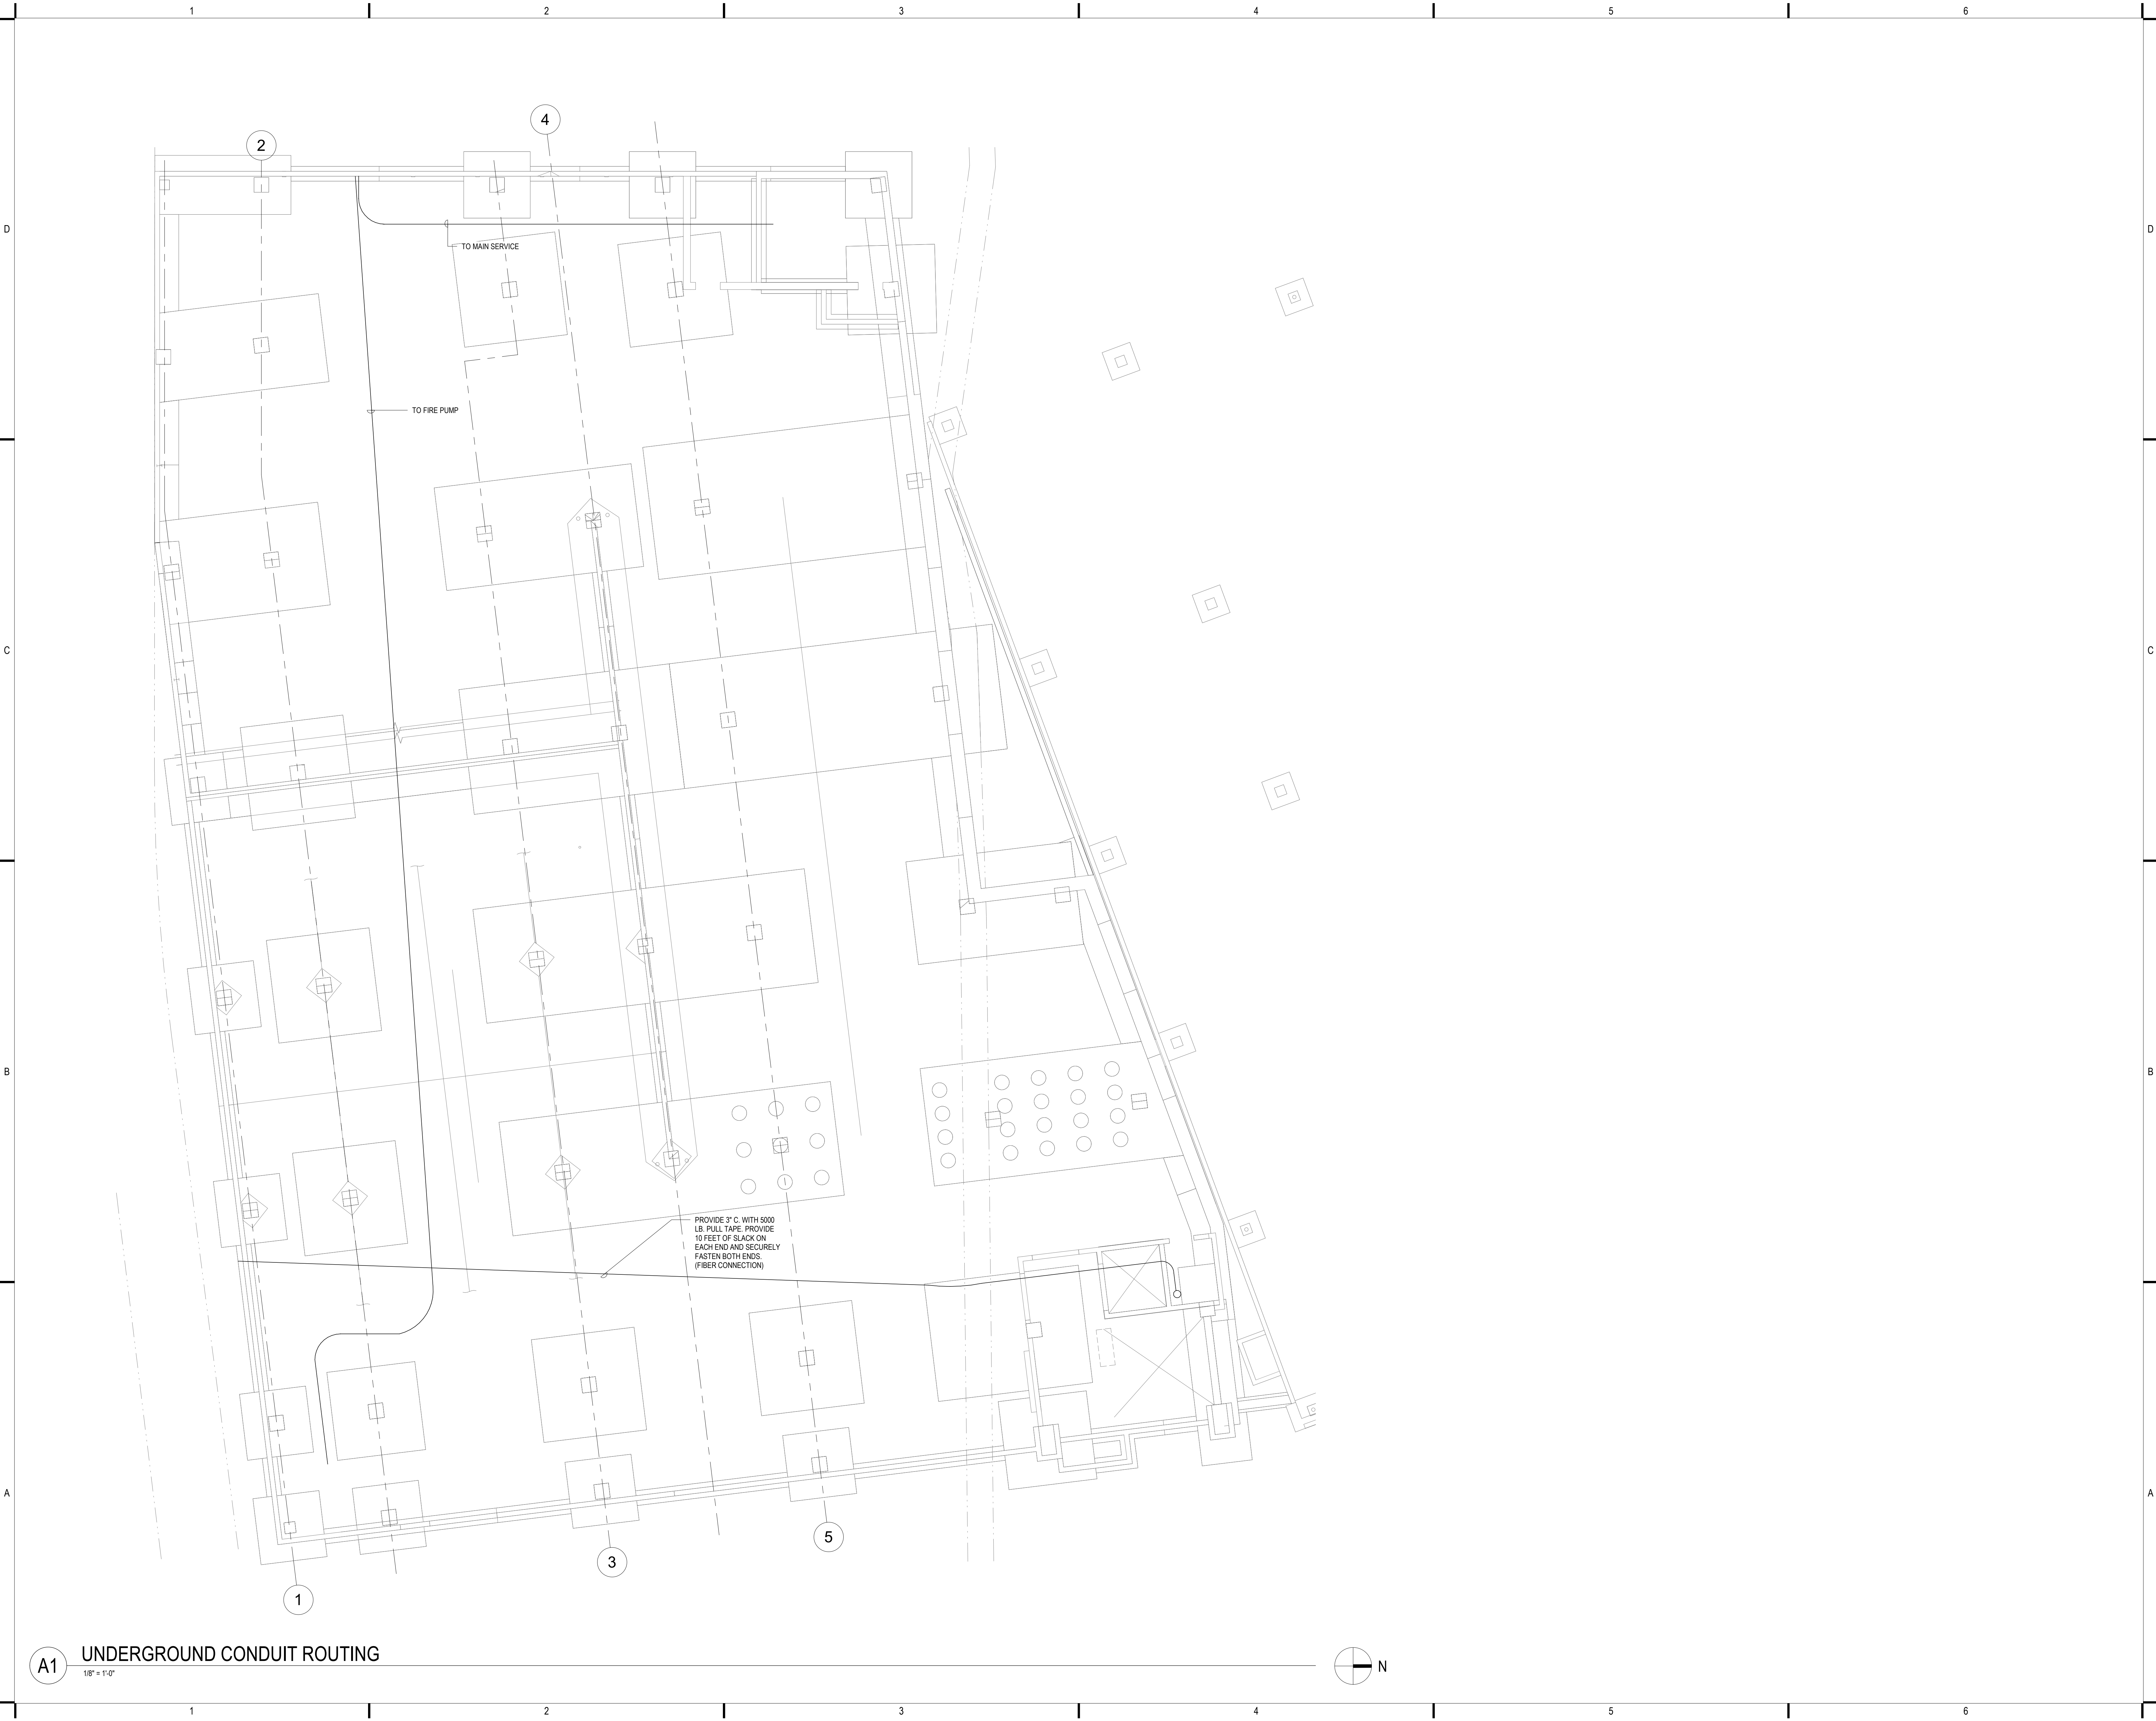 1 2 3 4 5 6
4
2
D D
TO MAIN SERVICE
TO FIRE PUMP
C C
B B
PROVIDE 3" C. WITH 5000
LB. PULL TAPE. PROVIDE
10 FEET OF SLACK ON
EACH END AND SECURELY
FASTEN BOTH ENDS.
(FIBER CONNECTION)
A A
5
3
1
A1 UNDERGROUND CONDUIT ROUTING
1/8" = 1'-0"
N
1 2 3 4 5 6